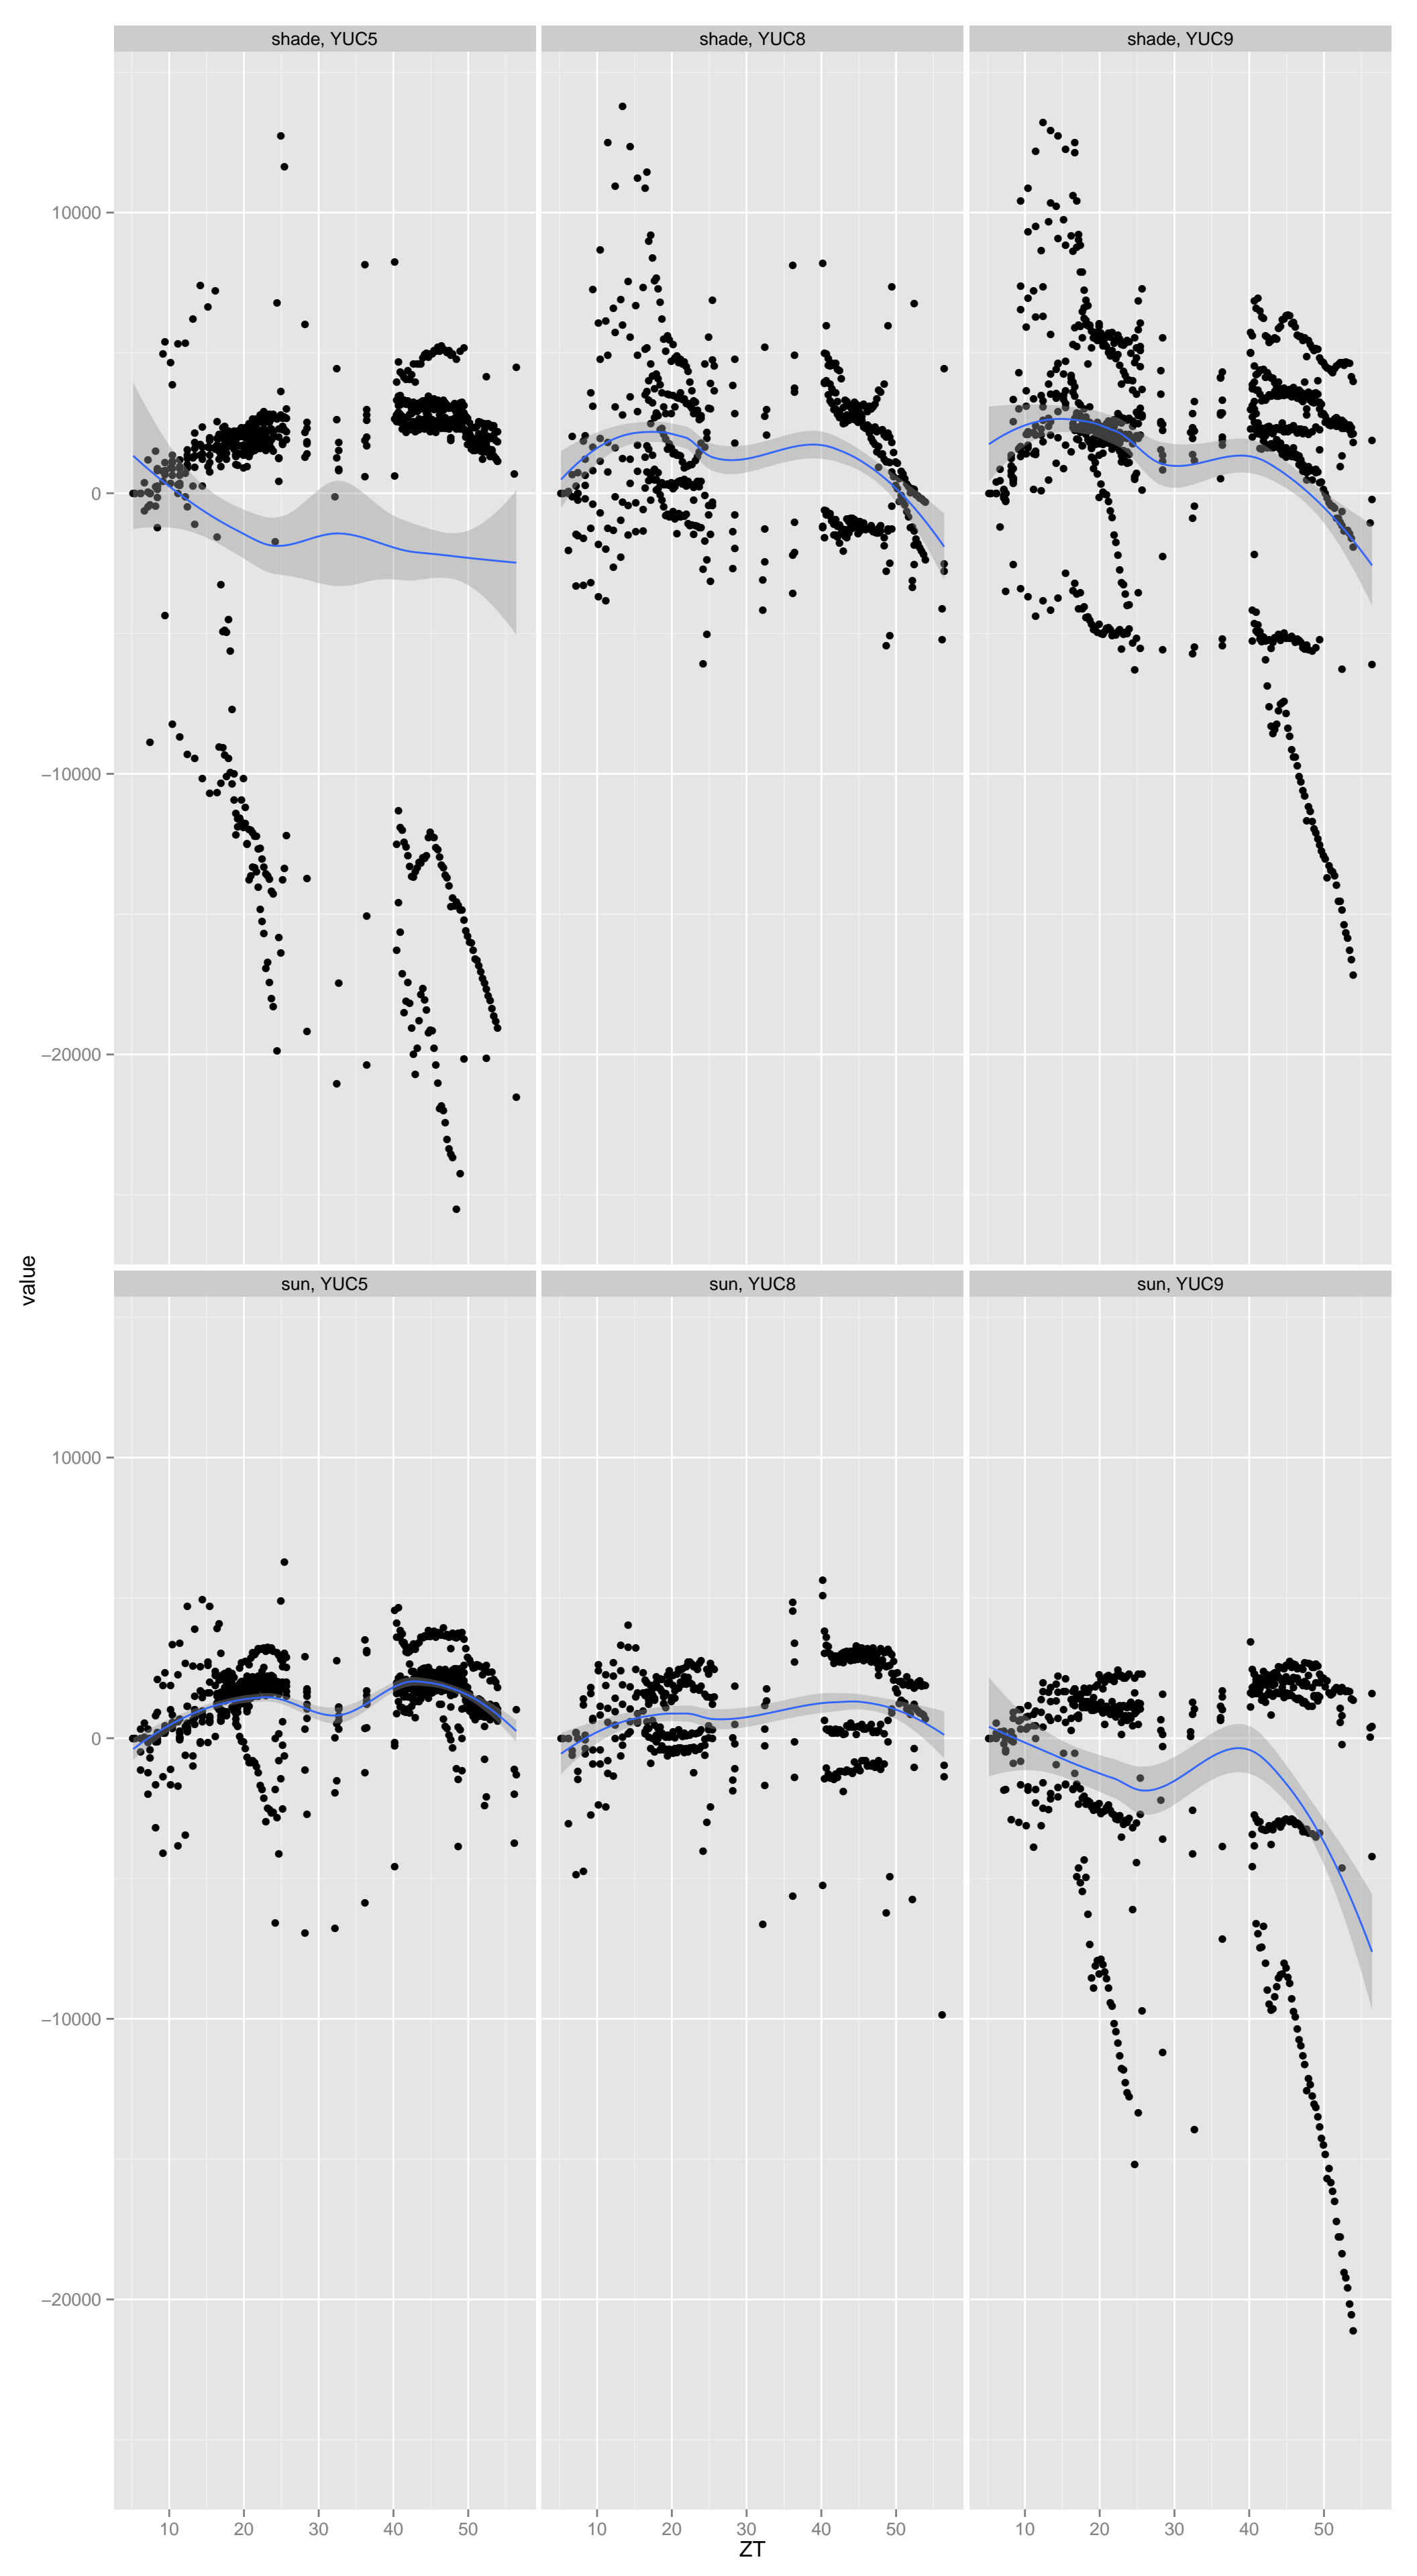 shade, YUC5 shade, YUC8 shade, YUC9
10000
0
−10000
−20000
value
sun, YUC5 sun, YUC8 sun, YUC9
10000
0
−10000
−20000
10 20 30 40 50 10 20 30 40 50 10 20 30 40 50
ZT